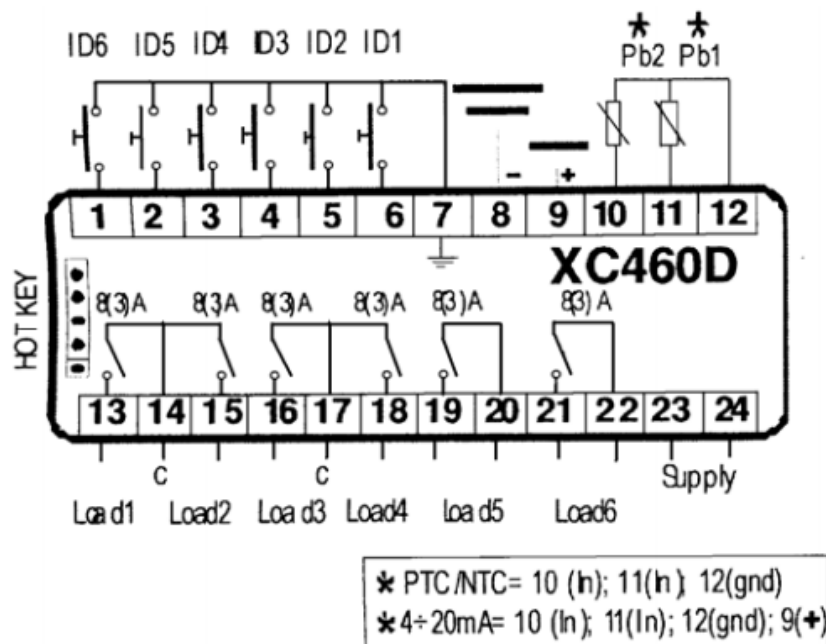 ID6 ID5 ID4 ID3 ID2 ID1
Pb2 Pb1
- +
1 2 3 4 5 6 7 8 9 10 11 12
XC460D
HOT KEY
8(3)A 8(3)A 8(3)A 8(3)A 8(3)A 8(3)A
13 14 15 16 17 18 19 20 21 22 23 24
C C Supply
Load1 Load2 Load3 Load4 Load5 Load6
* PTC/NTC= 10 (In); 11(In); 12(gnd)
* 4÷20mA= 10 (In); 11(In); 12(gnd); 9(+)